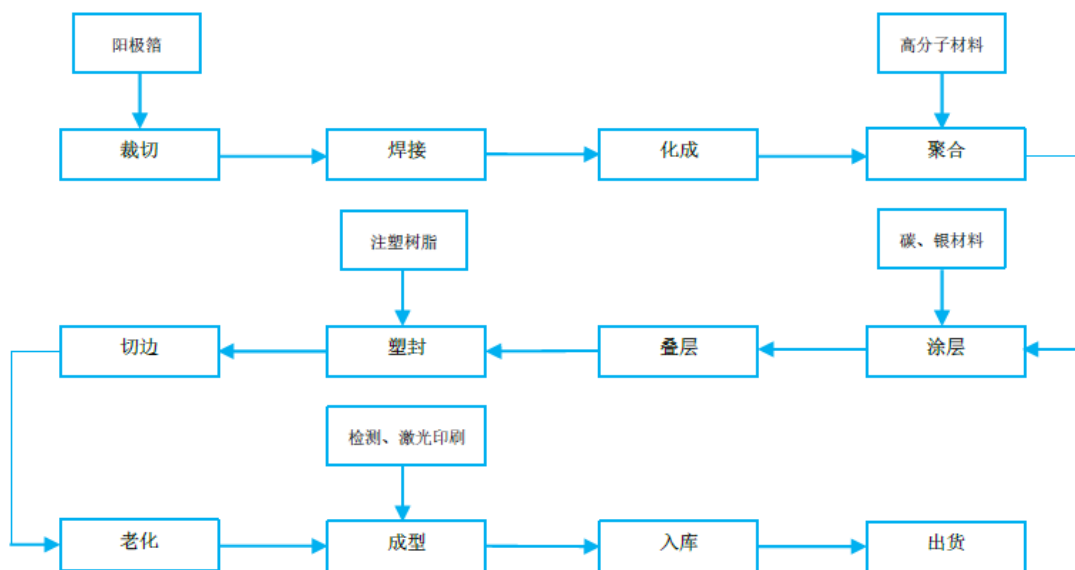 阳极箔
高分子材料
裁切
焊接
化成
聚合
注塑树脂
碳、银材料
切边
塑封
叠层
涂层
检测、激光印刷
老化
成型
入库
出货